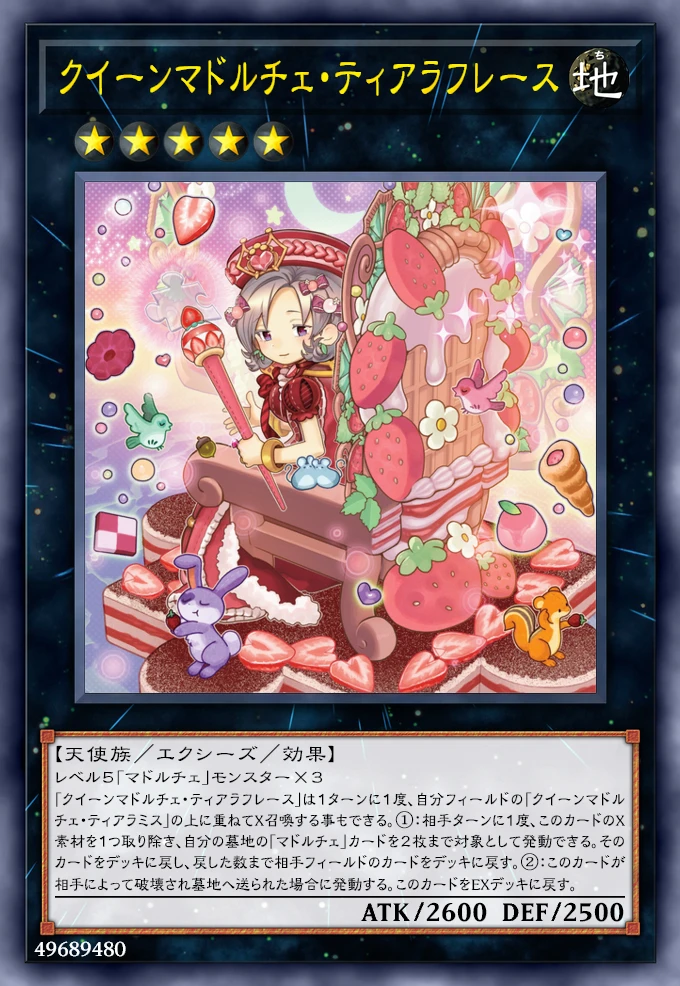 クイーンマドルチェ・ティアラフレース
ち
地
【天使族／エクシーズ／効果】
レベル5「マドルチェ」モンスター×3
「クイーンマドルチェ・ティアラフレース」は1ターンに1度、自分フィールドの「クイーンマドル
チェ・ティアラミス」の上に重ねてX召喚する事もできる。①：相手ターンに1度、このカードのX
素材を1つ取り除き、自分の墓地の「マドルチェ」カードを2枚まで対象として発動できる。その
カードをデッキに戻し、戻した数まで相手フィールドのカードをデッキに戻す。②：このカードが
相手によって破壊され墓地へ送られた場合に発動する。このカードをEXデッキに戻す。
ATK/2600 DEF/2500
49689480